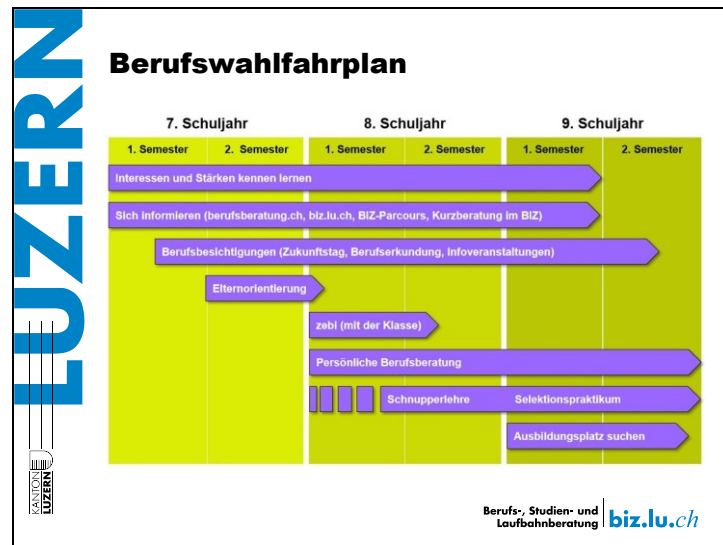 LUZERN
Berufswahlfahrplan
7. Schuljahr 8. Schuljahr 9. Schuljahr
1. Semester 2. Semester 1. Semester 2. Semester 1. Semester 2. Semester
Interessen und Stärken kennen lernen
Sich informieren (berufsberatung.ch, biz.lu.ch, BIZ-Parcours, Kurzberatung im BIZ)
Berufsbesichtigungen (Zukunftstag, Berufserkundung, Infoveranstaltungen)
Elternorientierung
zebi (mit der Klasse)
Persönliche Berufsberatung
Schnupperlehre Selektionspraktikum
Ausbildungsplatz suchen
KANTON
LUZERN
Berufs-, Studien- und
Laufbahnberatung
biz.lu.ch